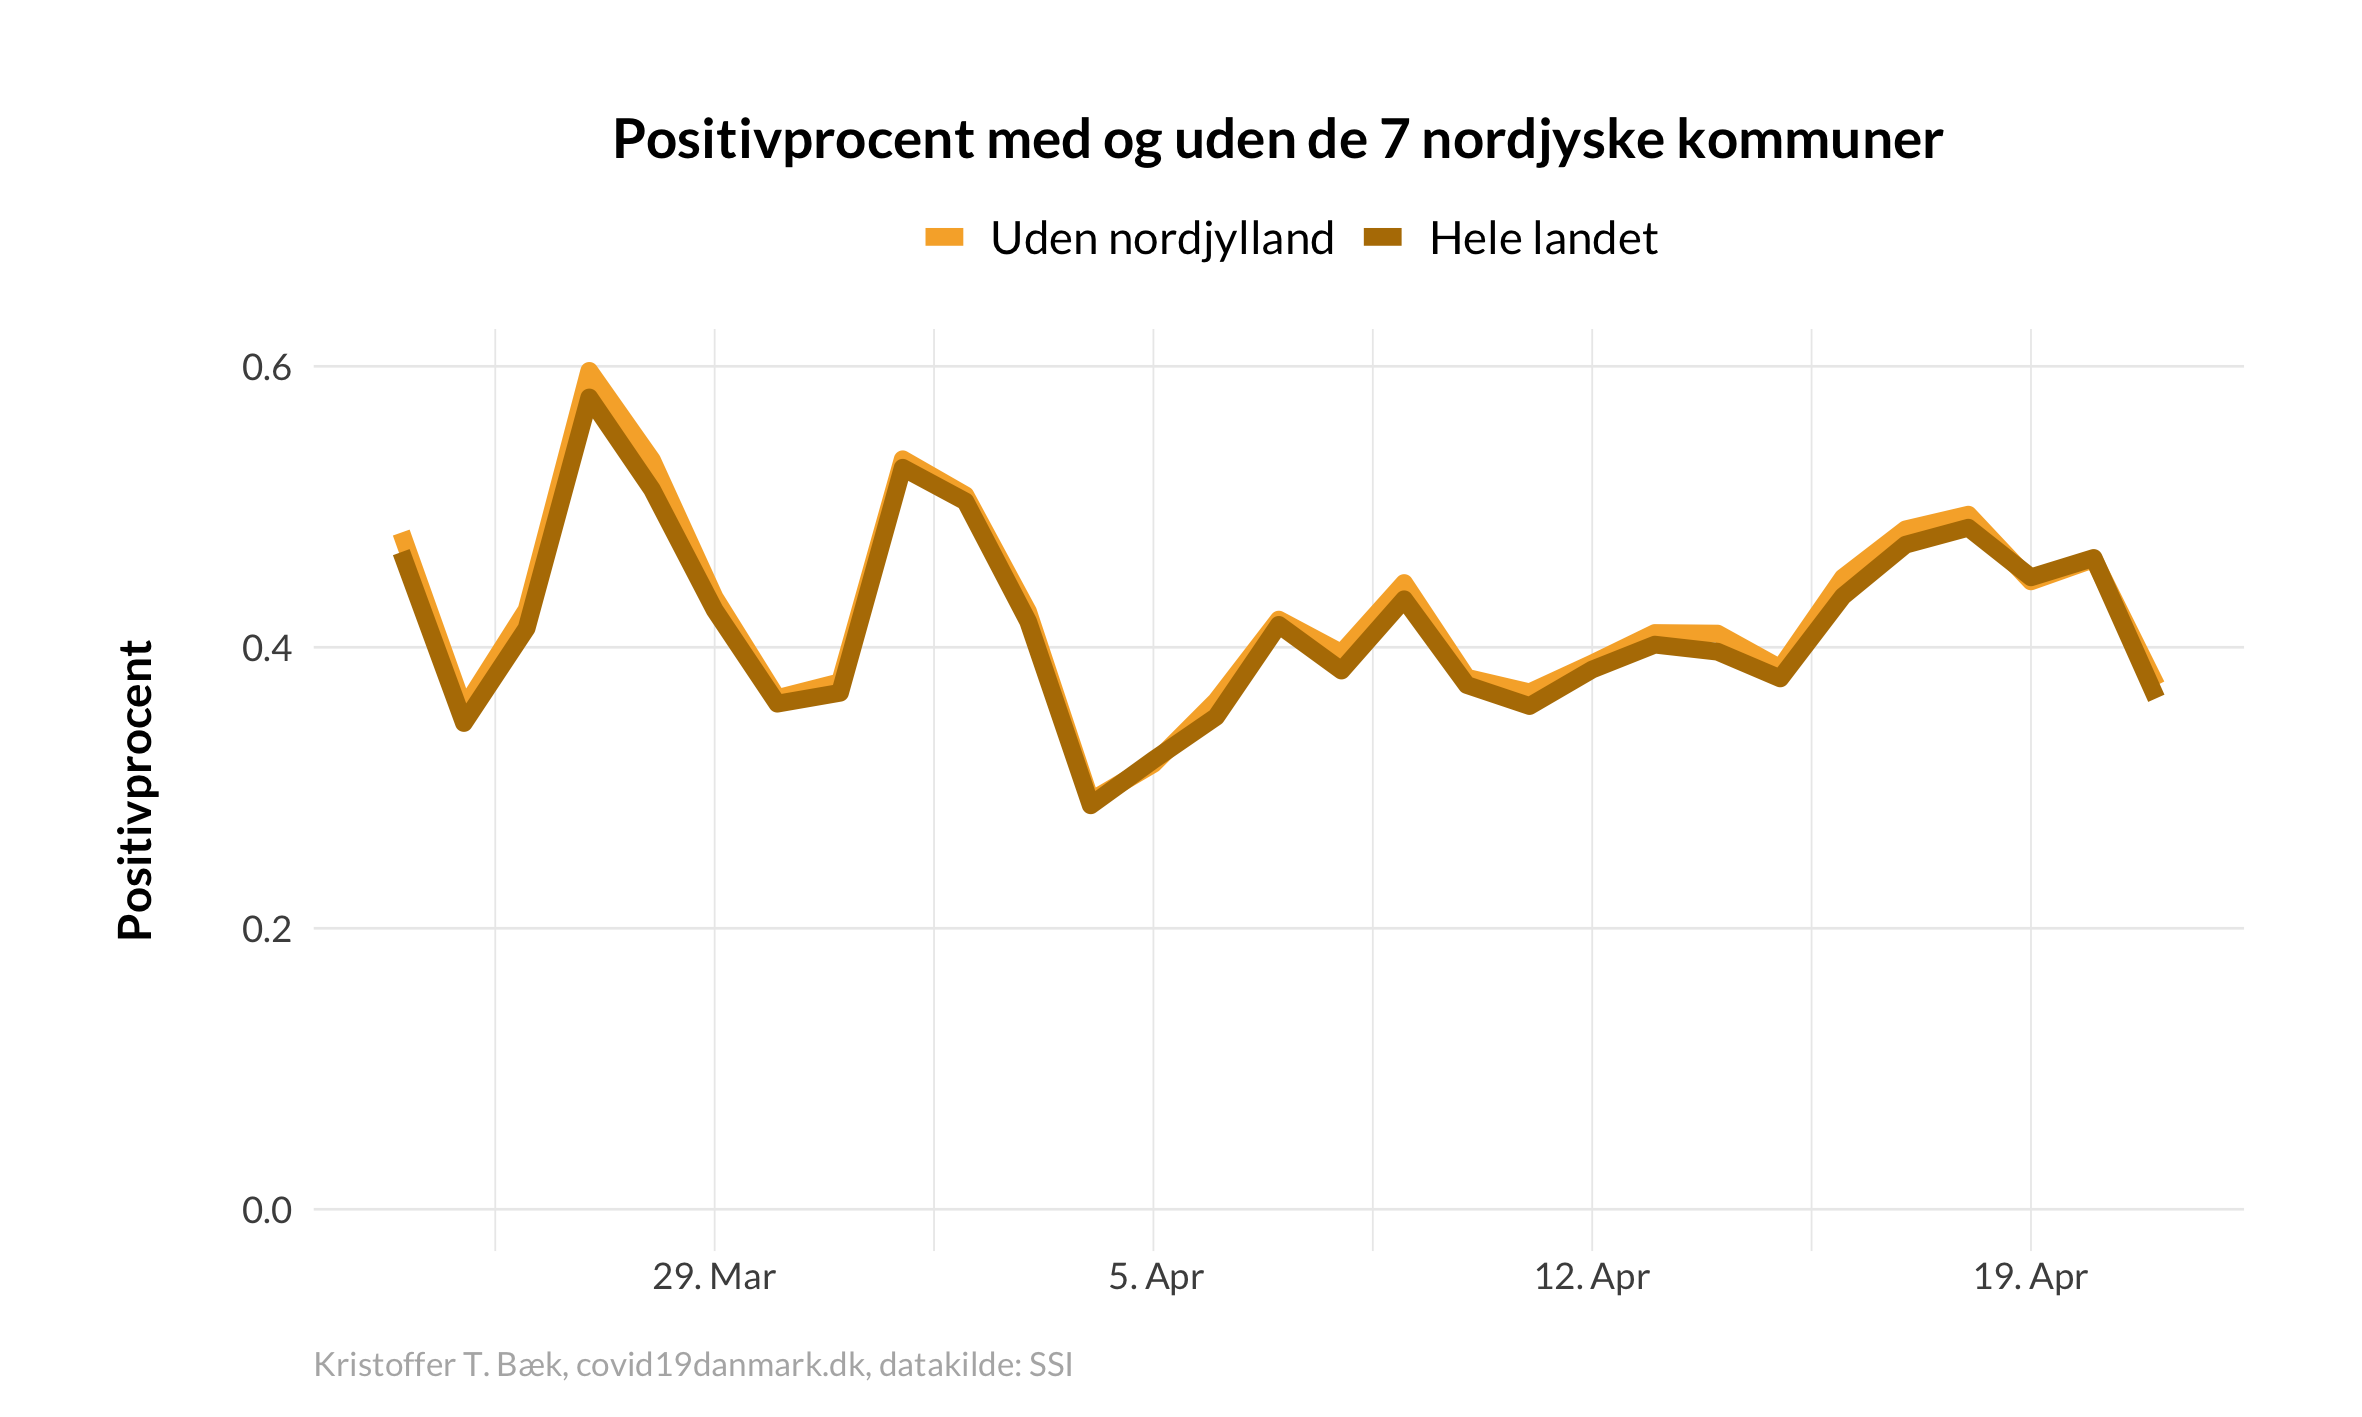 Positivprocent med og uden de 7 nordjyske kommuner
Uden nordjylland Hele landet
Positivprocent
0.6
0.4
0.2
0.0
29. Mar 5. Apr 12. Apr 19. Apr
Kristoffer T. Bæk, covid19danmark.dk, datakilde: SSI